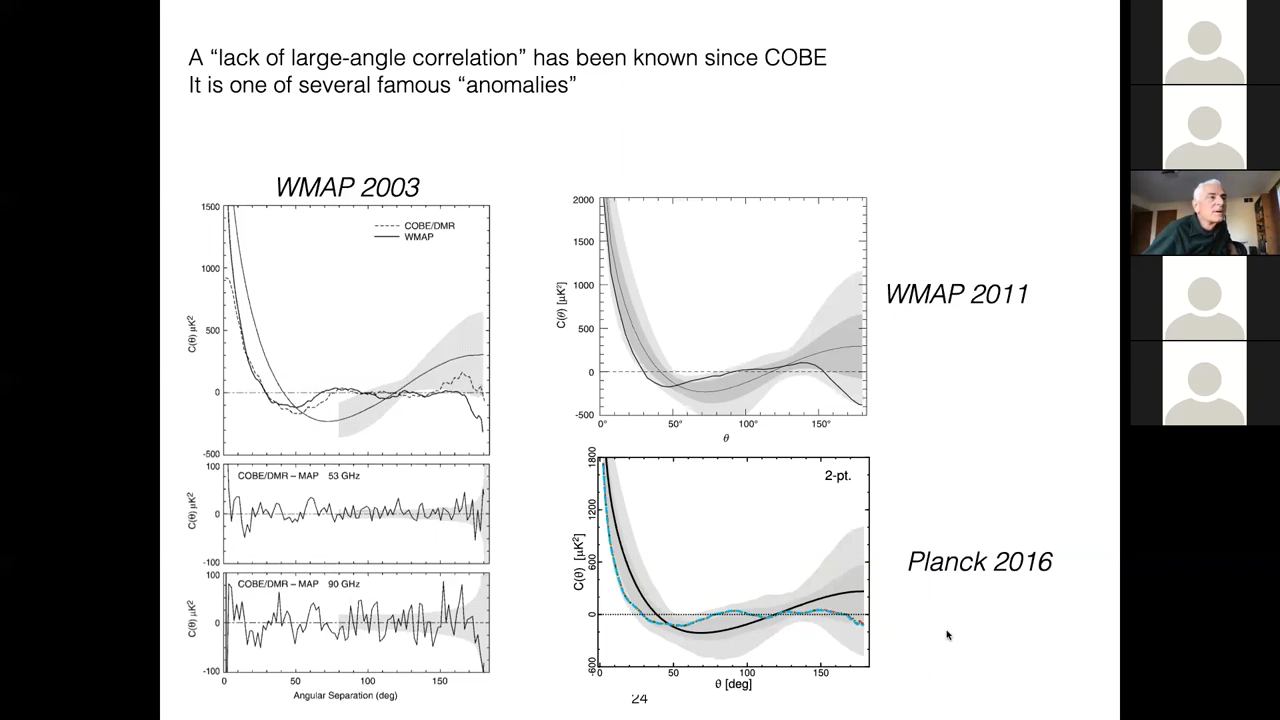 A “lack of large-angle correlation” has been known since COBE
It is one of several famous “anomalies”
WMAP 2003
1500
1000
500
0
-500
C(θ) μK²
COBE/DMR
WMAP
100
0
-100
C(θ) μK²
COBE/DMR – MAP 53 GHz
100
0
-100
C(θ) μK²
COBE/DMR – MAP 90 GHz
0 50 100 150
Angular Separation (deg)
2000
1500
1000
500
0
-500
C(θ) [μK²]
0° 50° 100° 150°
θ
WMAP 2011
1800
1200
600
0
-600
C(θ) [μK²]
2-pt.
0 50 100 150
θ [deg]
Planck 2016
24